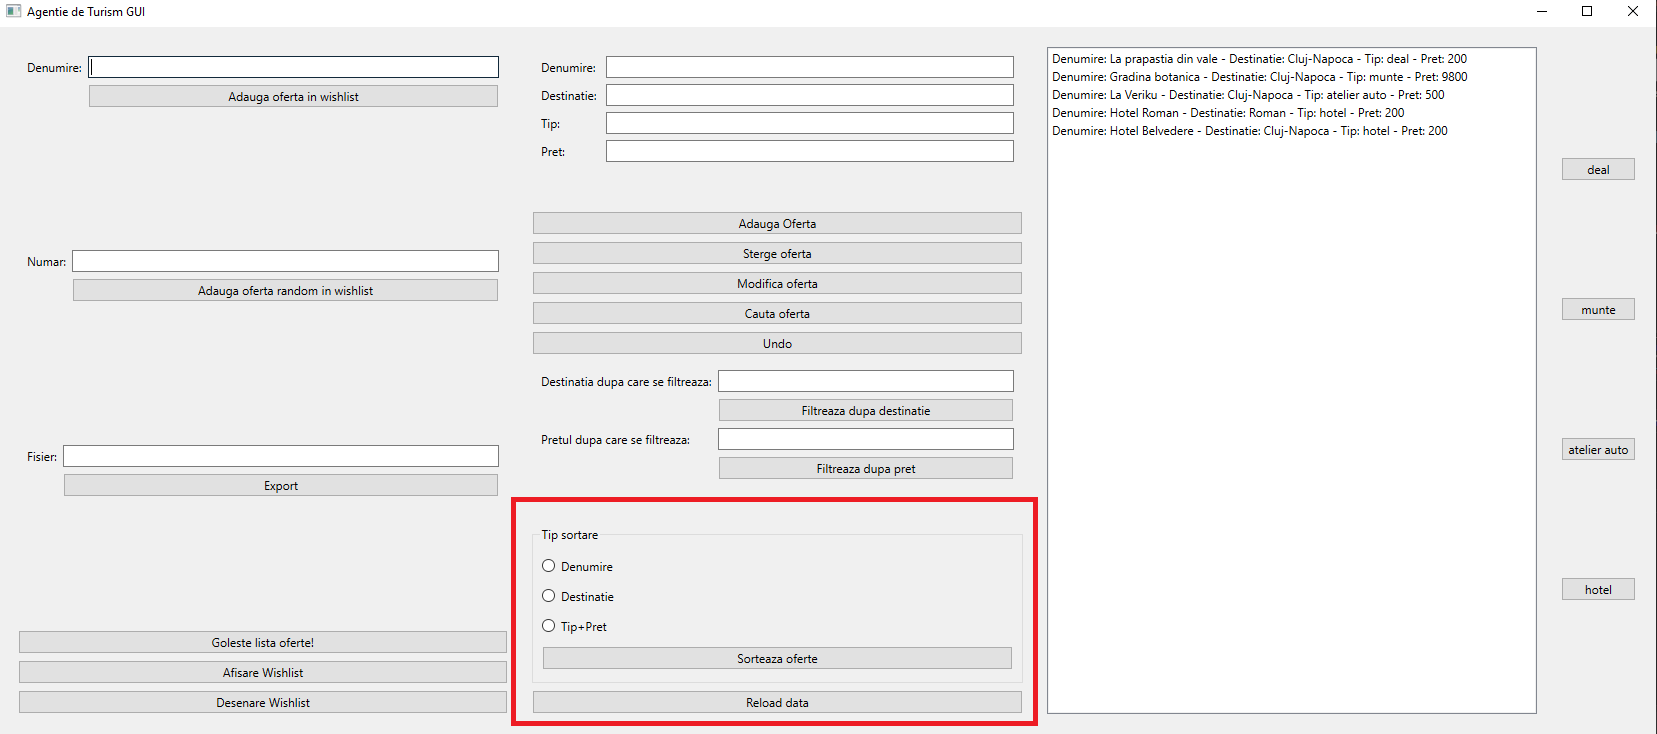 Agentie de Turism GUI
Denumire:
Adauga oferta in wishlist
Numar:
Adauga oferta random in wishlist
Fisier:
Export
Goleste lista oferte!
Afisare Wishlist
Desenare Wishlist
Denumire:
Destinatie:
Tip:
Pret:
Adauga Oferta
Sterge oferta
Modifica oferta
Cauta oferta
Undo
Destinatia dupa care se filtreaza:
Filtreaza dupa destinatie
Pretul dupa care se filtreaza:
Filtreaza dupa pret
Tip sortare
Denumire
Destinatie
Tip+Pret
Sorteaza oferte
Reload data
Denumire: La prapastia din vale - Destinatie: Cluj-Napoca - Tip: deal - Pret: 200
Denumire: Gradina botanica - Destinatie: Cluj-Napoca - Tip: munte - Pret: 9800
Denumire: La Veriku - Destinatie: Cluj-Napoca - Tip: atelier auto - Pret: 500
Denumire: Hotel Roman - Destinatie: Roman - Tip: hotel - Pret: 200
Denumire: Hotel Belvedere - Destinatie: Cluj-Napoca - Tip: hotel - Pret: 200
deal
munte
atelier auto
hotel